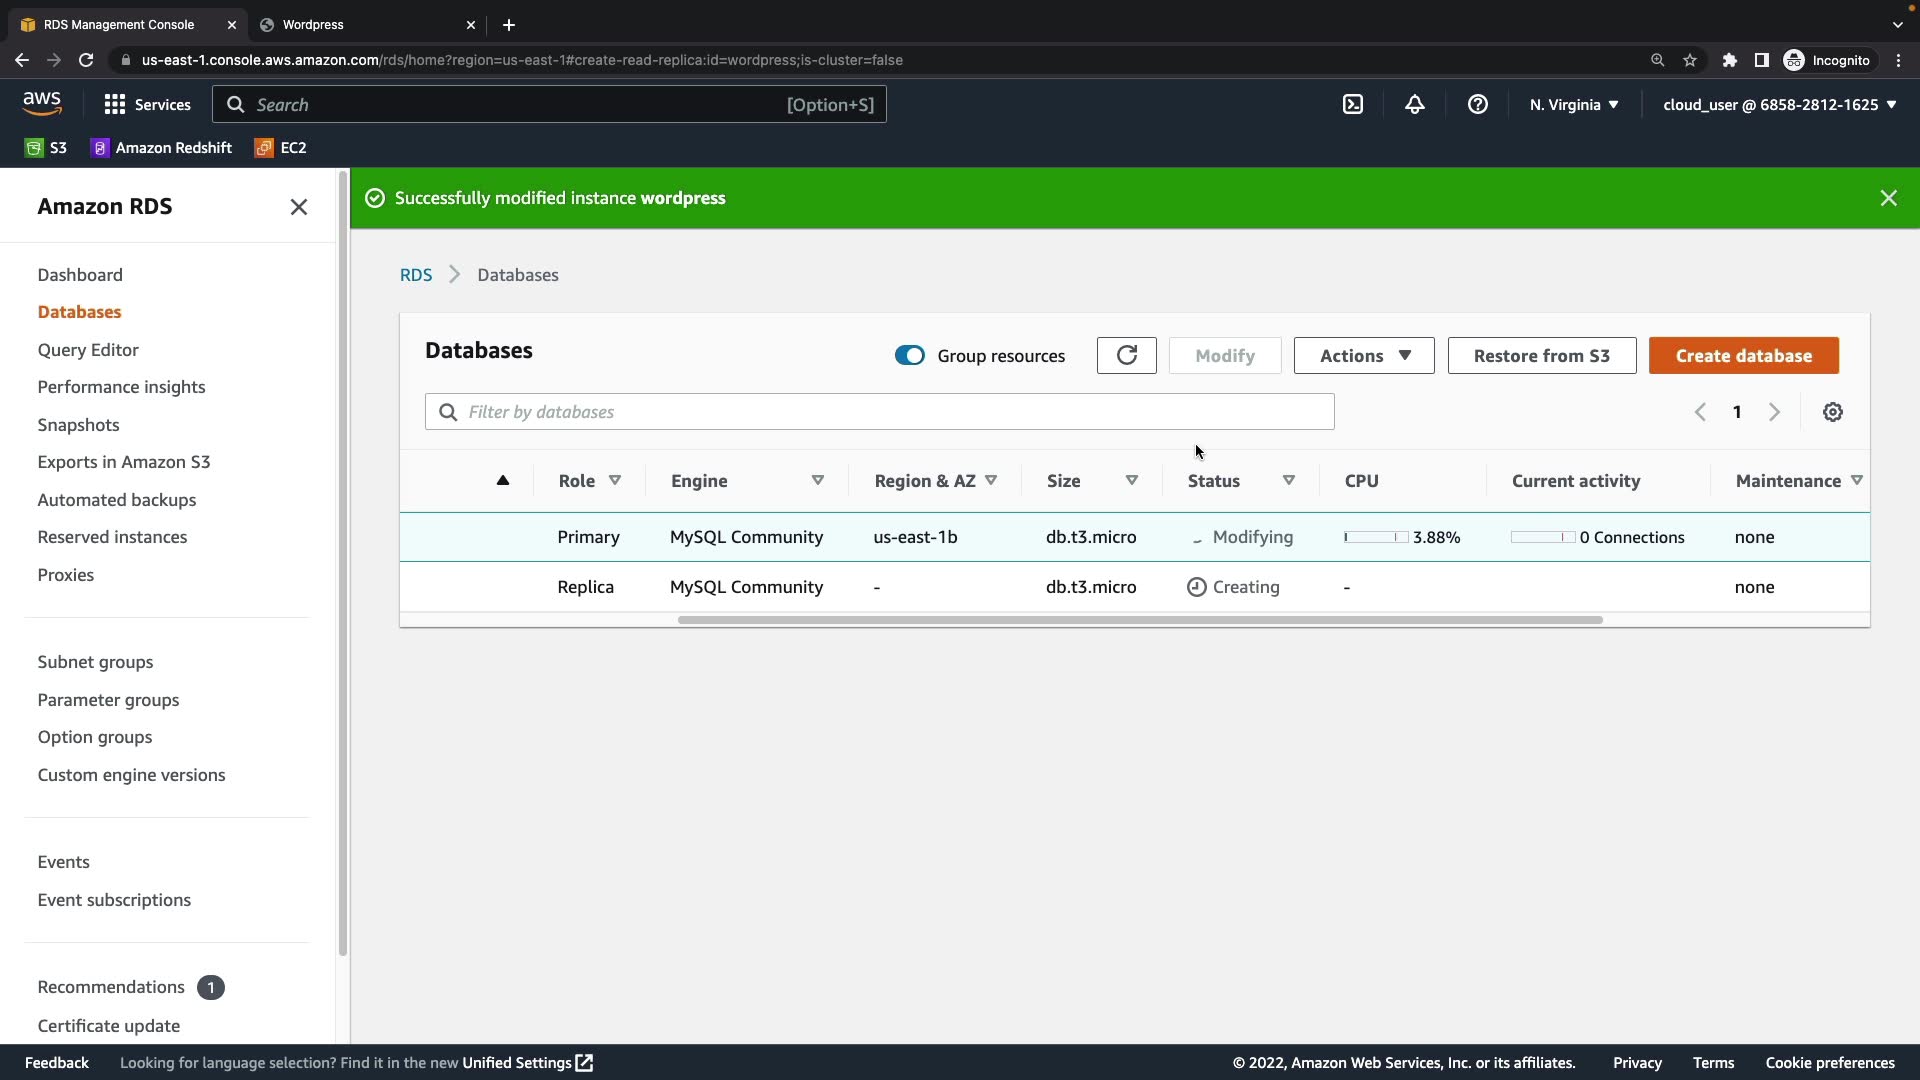 RDS Management Console
Wordpress
us-east-1.console.aws.amazon.com/rds/home?region=us-east-1#create-read-replica:id=wordpress;is-cluster=false
Incognito
aws
Services
Search
[Option+S]
N. Virginia
cloud_user @ 6858-2812-1625
S3
Amazon Redshift
EC2
Amazon RDS
Dashboard
Databases
Query Editor
Performance insights
Snapshots
Exports in Amazon S3
Automated backups
Reserved instances
Proxies
Subnet groups
Parameter groups
Option groups
Custom engine versions
Events
Event subscriptions
Recommendations 1
Certificate update
Successfully modified instance wordpress
RDS > Databases
Databases
Group resources
Modify
Actions
Restore from S3
Create database
Filter by databases
1
Role Engine Region & AZ Size Status CPU Current activity Maintenance
Primary MySQL Community us-east-1b db.t3.micro Modifying 3.88% 0 Connections none
Replica MySQL Community - db.t3.micro Creating - none
Feedback
Looking for language selection? Find it in the new Unified Settings
© 2022, Amazon Web Services, Inc. or its affiliates.
Privacy
Terms
Cookie preferences